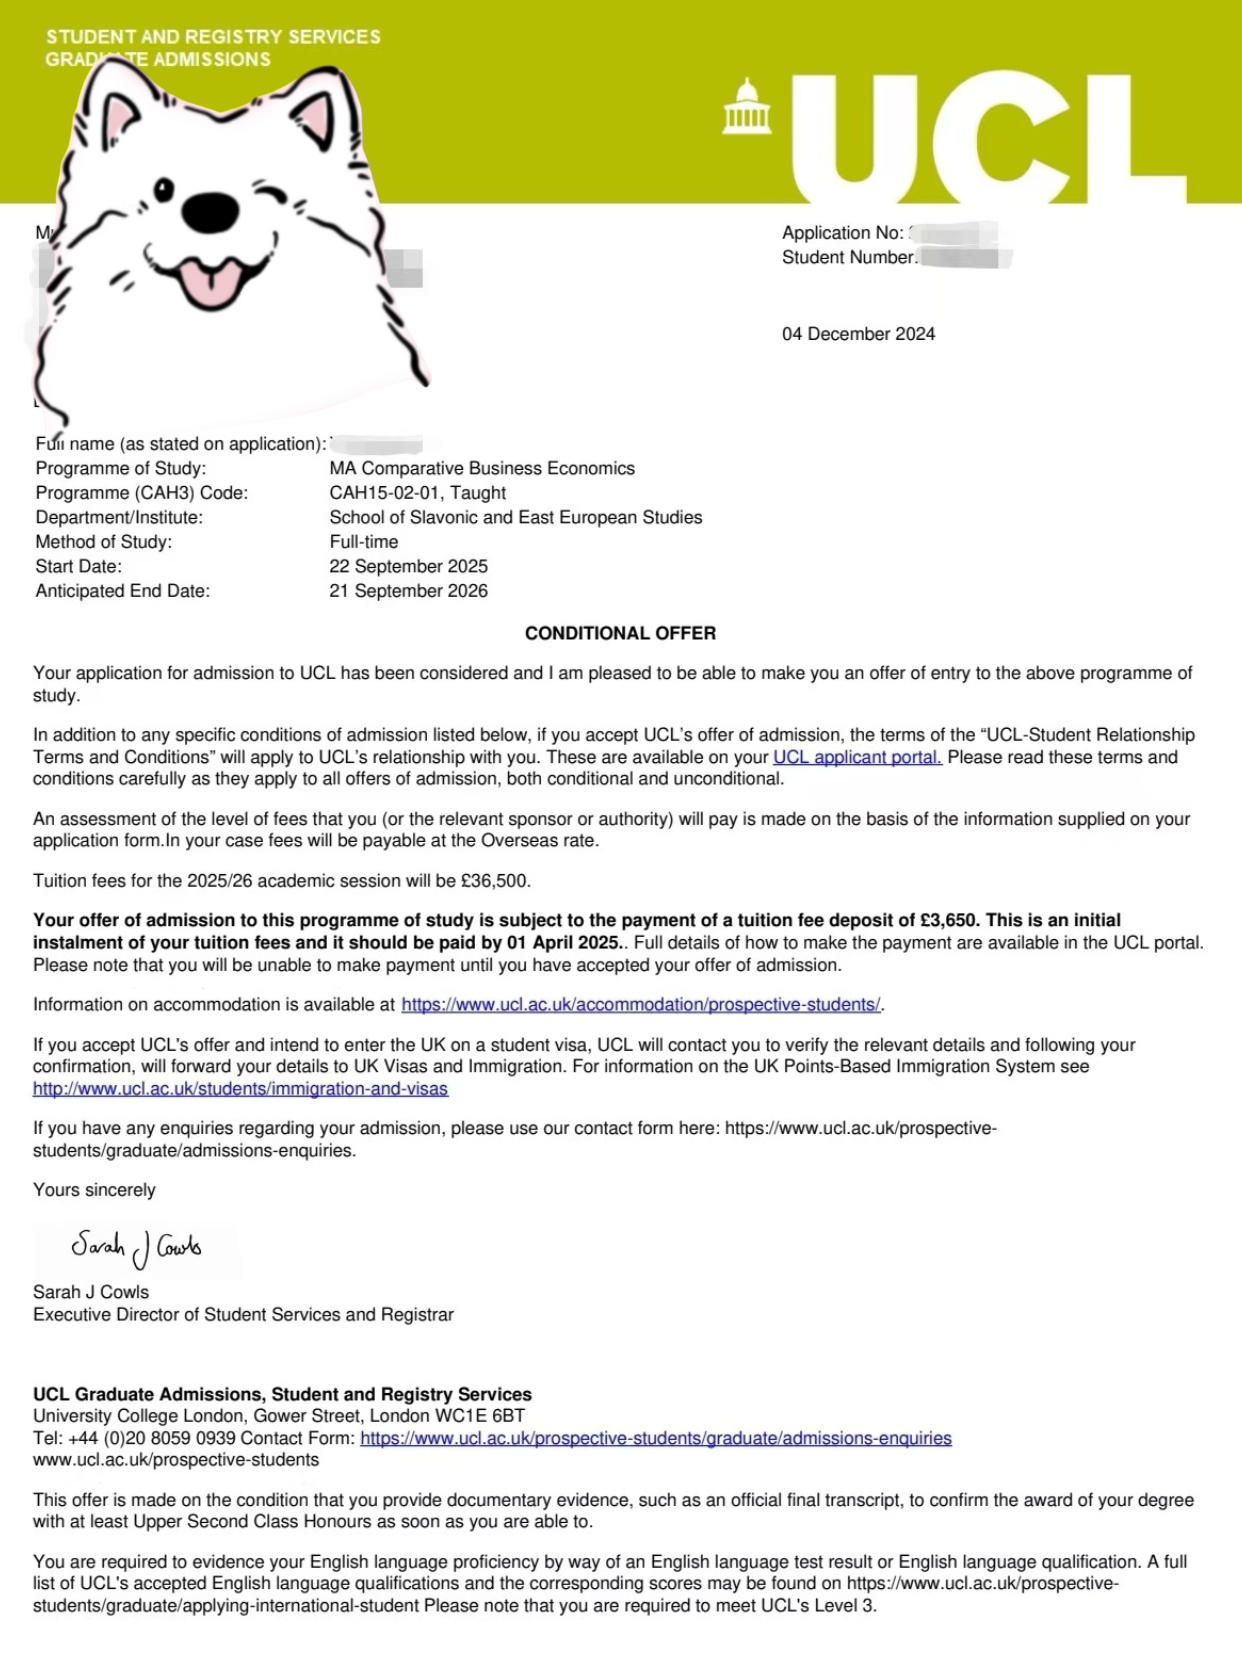 STUDENT AND REGISTRY SERVICES
ADMISSIONS
UCL
Application No:
Student Number.
04 December 2024
Full name (as stated on application):
Programme of Study: MA Comparative Business Economics
Programme (CAH3) Code: CAH15-02-01, Taught
Department/Institute: School of Slavonic and East European Studies
Method of Study: Full-time
Start Date: 22 September 2025
Anticipated End Date: 21 September 2026
CONDITIONAL OFFER
Your application for admission to UCL has been considered and I am pleased to be able to make you an offer of entry to the above programme of
study.
In addition to any specific conditions of admission listed below, if you accept UCL's offer of admission, the terms of the “UCL-Student Relationship
Terms and Conditions” will apply to UCL's relationship with you. These are available on your UCL applicant portal. Please read these terms and
conditions carefully as they apply to all offers of admission, both conditional and unconditional.
An assessment of the level of fees that you (or the relevant sponsor or authority) will pay is made on the basis of the information supplied on your
application form.In your case fees will be payable at the Overseas rate.
Tuition fees for the 2025/26 academic session will be £36,500.
Your offer of admission to this programme of study is subject to the payment of a tuition fee deposit of £3,650. This is an initial
instalment of your tuition fees and it should be paid by 01 April 2025.. Full details of how to make the payment are available in the UCL portal.
Please note that you will be unable to make payment until you have accepted your offer of admission.
Information on accommodation is available at https://www.ucl.ac.uk/accommodation/prospective-students/.
If you accept UCL's offer and intend to enter the UK on a student visa, UCL will contact you to verify the relevant details and following your
confirmation, will forward your details to UK Visas and Immigration. For information on the UK Points-Based Immigration System see
http://www.ucl.ac.uk/students/immigration-and-visas
If you have any enquiries regarding your admission, please use our contact form here: https://www.ucl.ac.uk/prospective-
students/graduate/admissions-enquiries.
Yours sincerely
Sarah J Cowls
Sarah J Cowls
Executive Director of Student Services and Registrar
UCL Graduate Admissions, Student and Registry Services
University College London, Gower Street, London WC1E 6BT
Tel: +44 (0)20 8059 0939 Contact Form: https://www.ucl.ac.uk/prospective-students/graduate/admissions-enquiries
www.ucl.ac.uk/prospective-students
This offer is made on the condition that you provide documentary evidence, such as an official final transcript, to confirm the award of your degree
with at least Upper Second Class Honours as soon as you are able to.
You are required to evidence your English language proficiency by way of an English language test result or English language qualification. A full
list of UCL's accepted English language qualifications and the corresponding scores may be found on https://www.ucl.ac.uk/prospective-
students/graduate/applying-international-student Please note that you are required to meet UCL's Level 3.